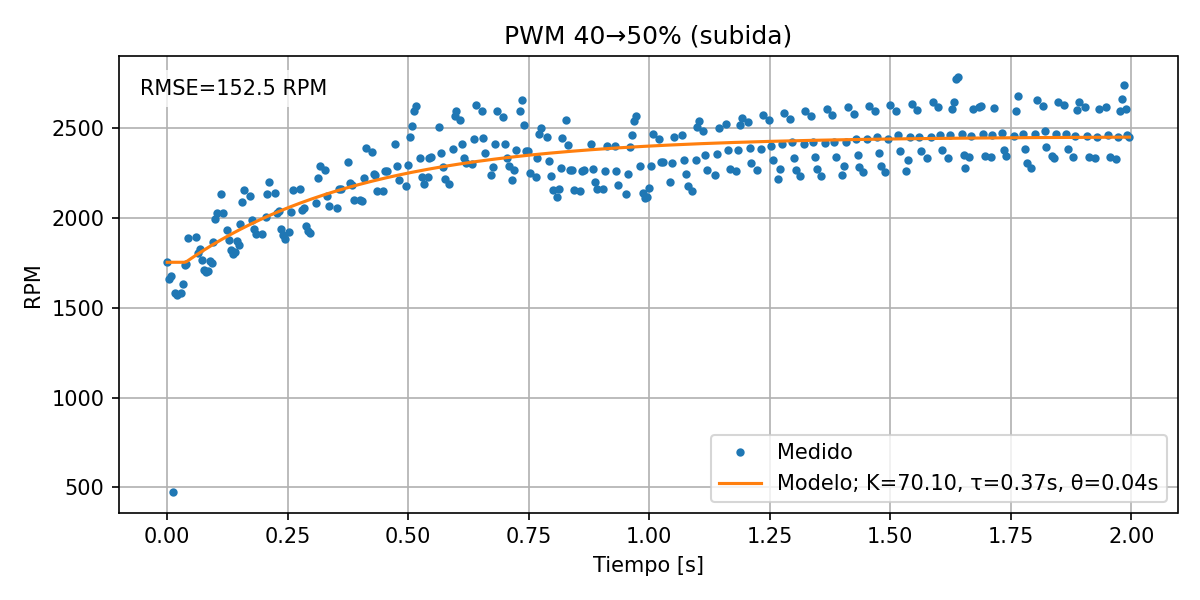 PWM 40→50% (subida)
RMSE=152.5 RPM
RPM
2500
2000
1500
1000
500
Medido
Modelo; K=70.10, τ=0.37s, θ=0.04s
0.00 0.25 0.50 0.75 1.00 1.25 1.50 1.75 2.00
Tiempo [s]